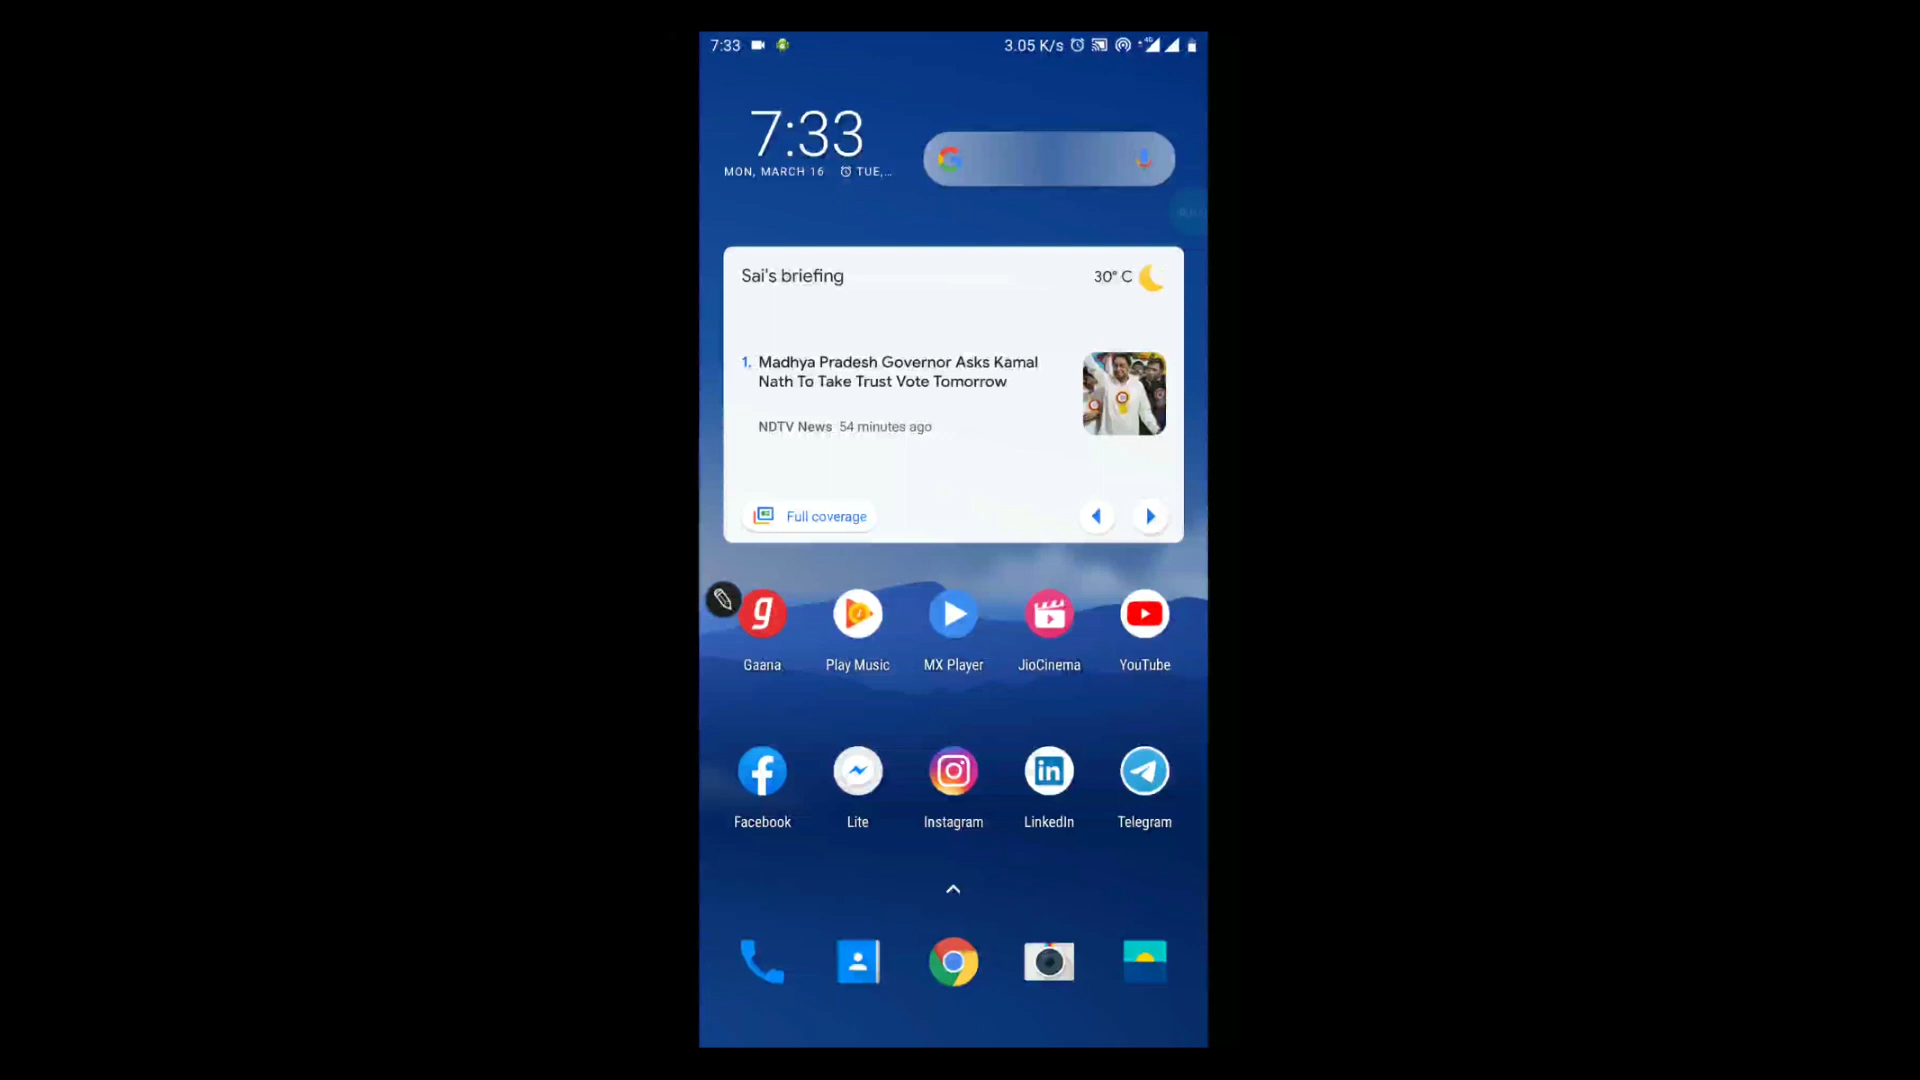 7:33
3.05 K/s
4G
7:33
MON, MARCH 16 TUE,...
Sai's briefing
30° C
1. Madhya Pradesh Governor Asks Kamal
Nath To Take Trust Vote Tomorrow
NDTV News 54 minutes ago
Full coverage
Gaana
Play Music
MX Player
JioCinema
YouTube
Facebook
Lite
Instagram
LinkedIn
Telegram